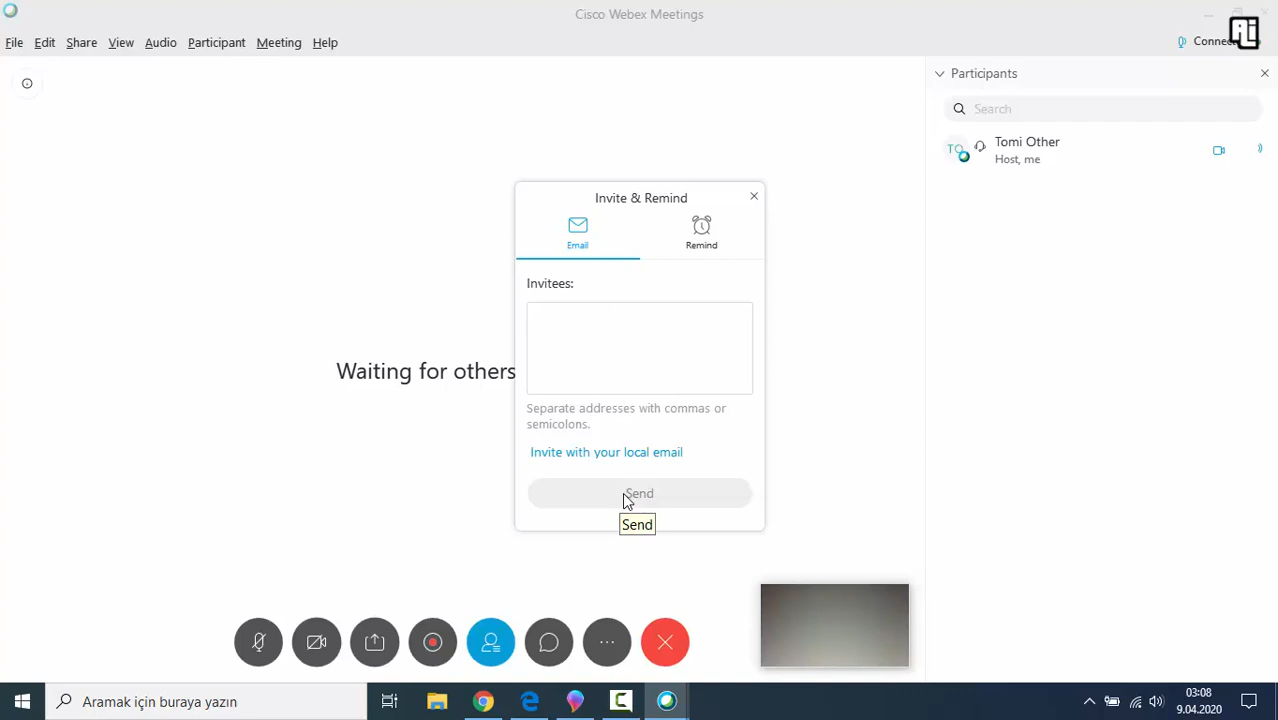 Cisco Webex Meetings
File Edit Share View Audio Participant Meeting Help
Participants
Search
TO
Tomi Other
Host, me
Invite & Remind
Email
Remind
Invitees:
Waiting for others
Separate addresses with commas or
semicolons.
Invite with your local email
Send
Send
Aramak için buraya yazın
03:08
9.04.2020